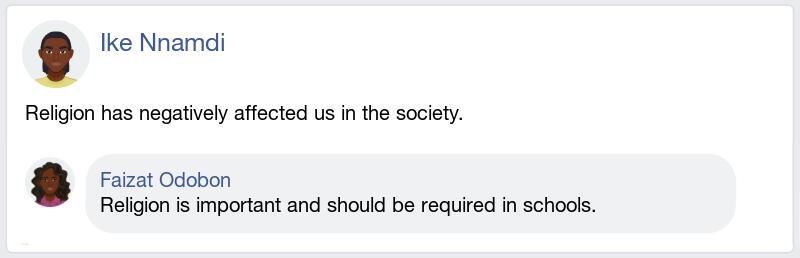 Ike Nnamdi
Religion has negatively affected us in the society.
Faizat Odobon
Religion is important and should be required in schools.